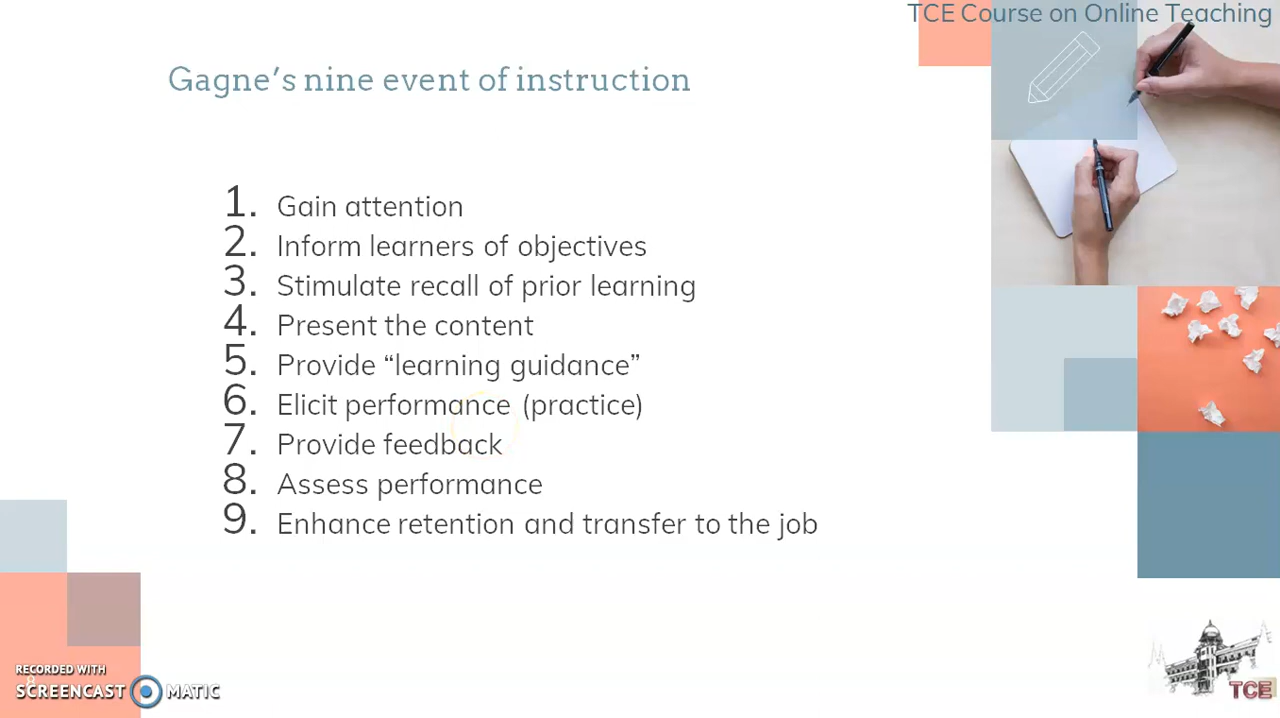 TCE Course on Online Teaching
Gagne’s nine event of instruction
1. Gain attention
2. Inform learners of objectives
3. Stimulate recall of prior learning
4. Present the content
5. Provide “learning guidance”
6. Elicit performance (practice)
7. Provide feedback
8. Assess performance
9. Enhance retention and transfer to the job
RECORDED WITH
8
SCREENCAST MATIC
TCE